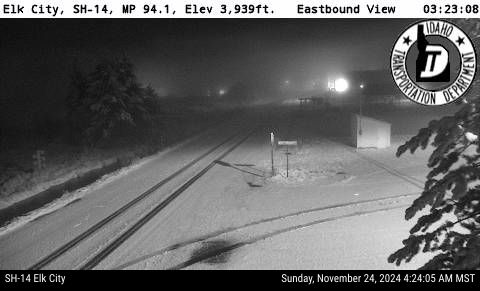 Elk City, SH-14, MP 94.1, Elev 3,939ft. Eastbound View 03:23:08
IDAHO
TRANSPORTATION DEPARTMENT
SH-14 Elk City Sunday, November 24, 2024 4:24:05 AM MST